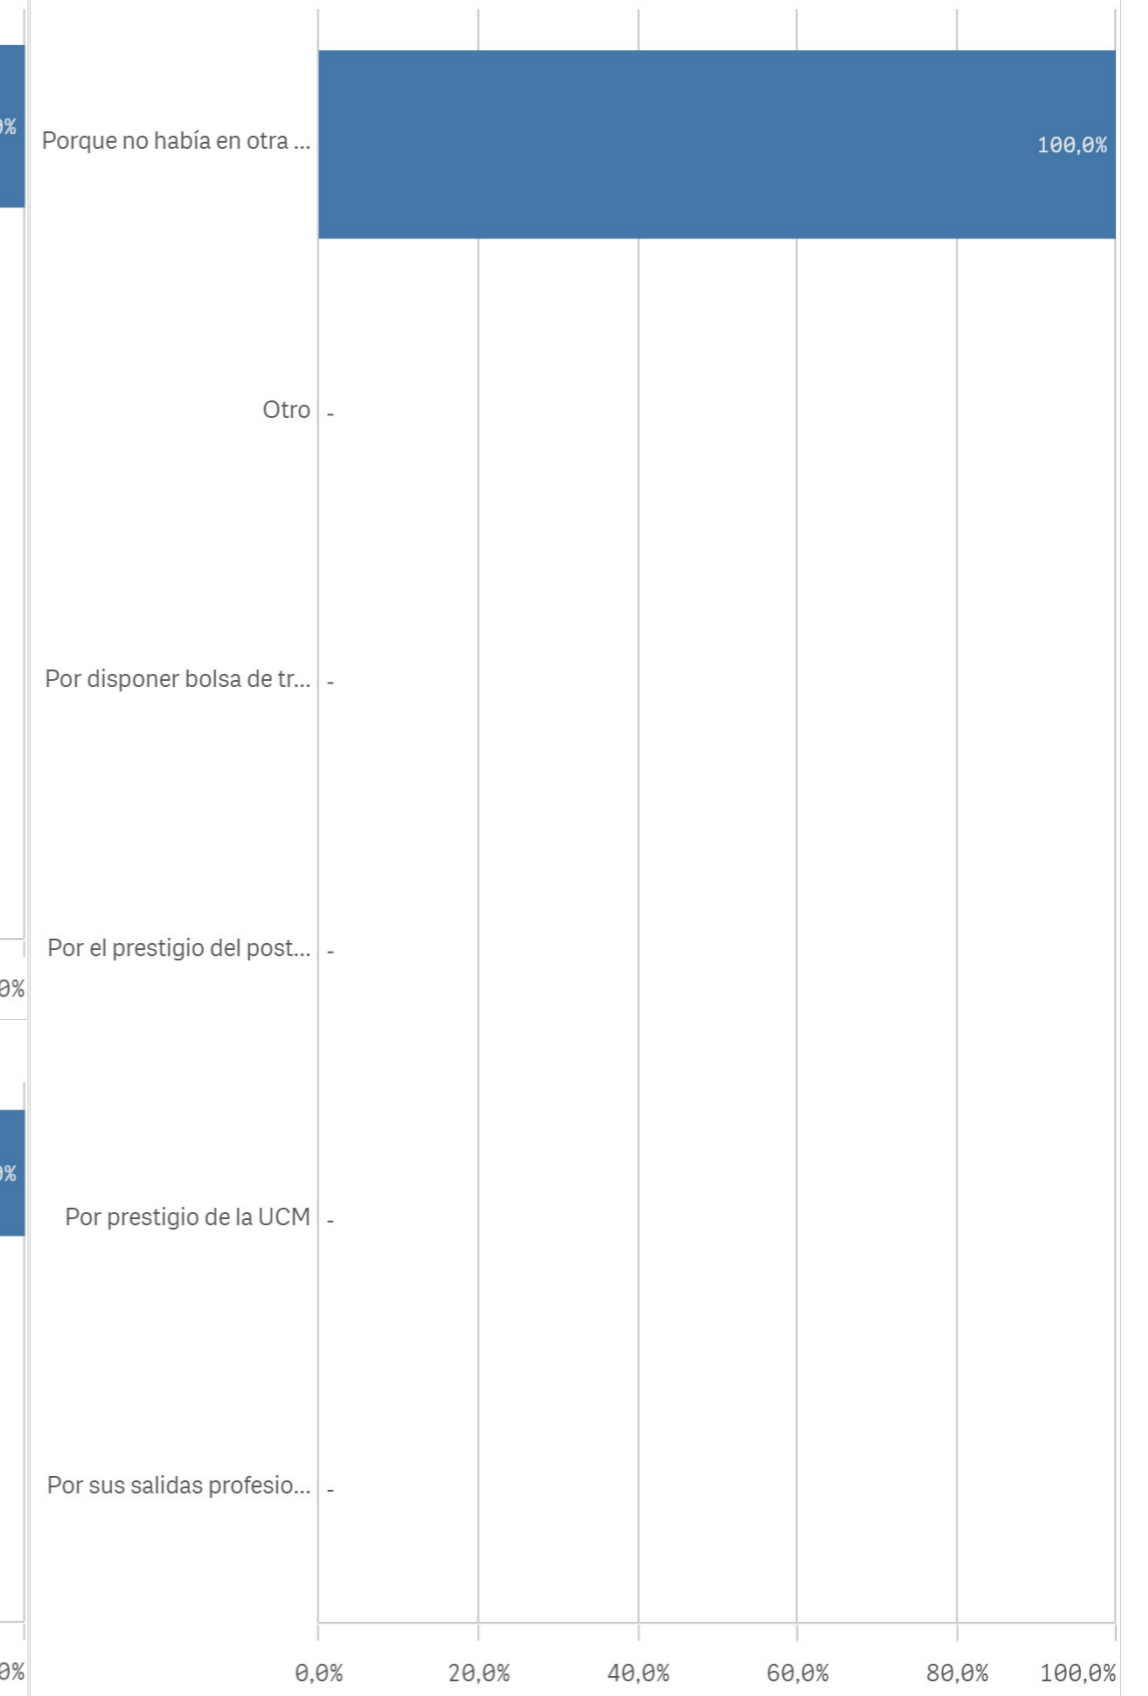 Porque no había en otra ... 100,0%
Otro -
Por disponer bolsa de tr... -
Por el prestigio del post... -
Por prestigio de la UCM -
Por sus salidas profesio... -
0,0% 20,0% 40,0% 60,0% 80,0% 100,0%